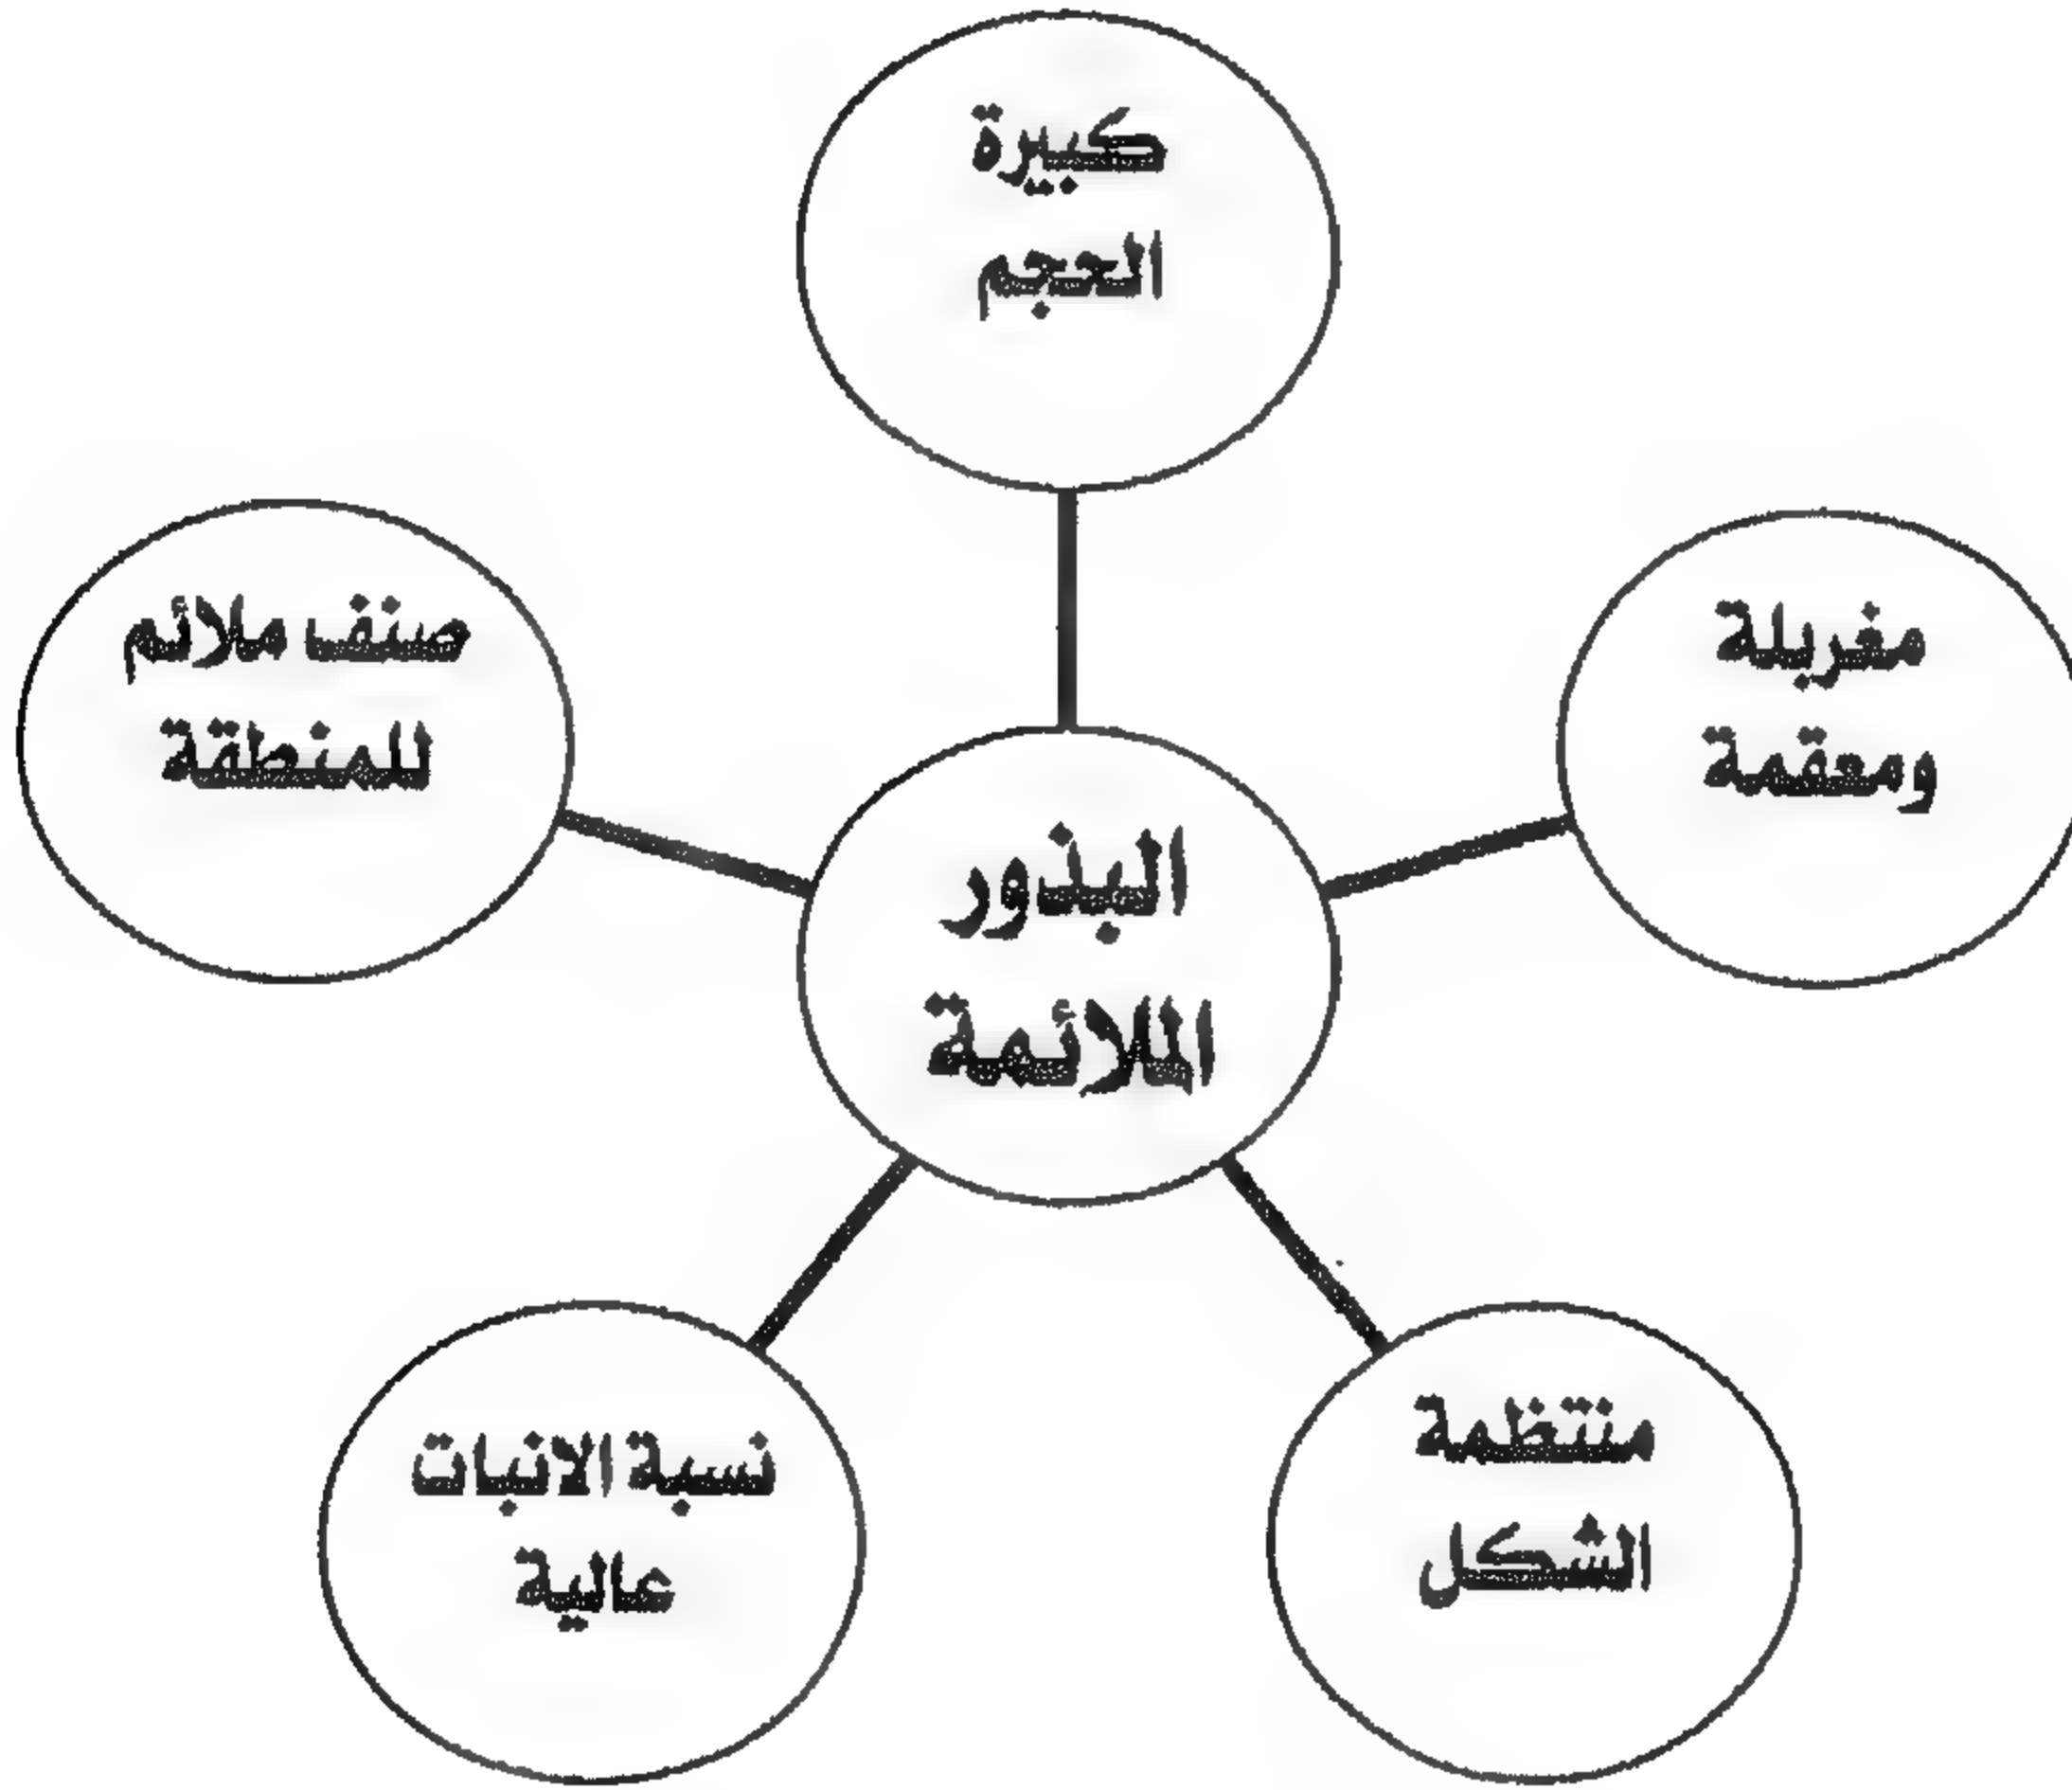 كبيرة
الحجم
مغربلة
ومعقمة
صنف ملائم
للمنطقة
البذور
الملائمة
منتظمة
الشكل
نسبة الانبات
عالية